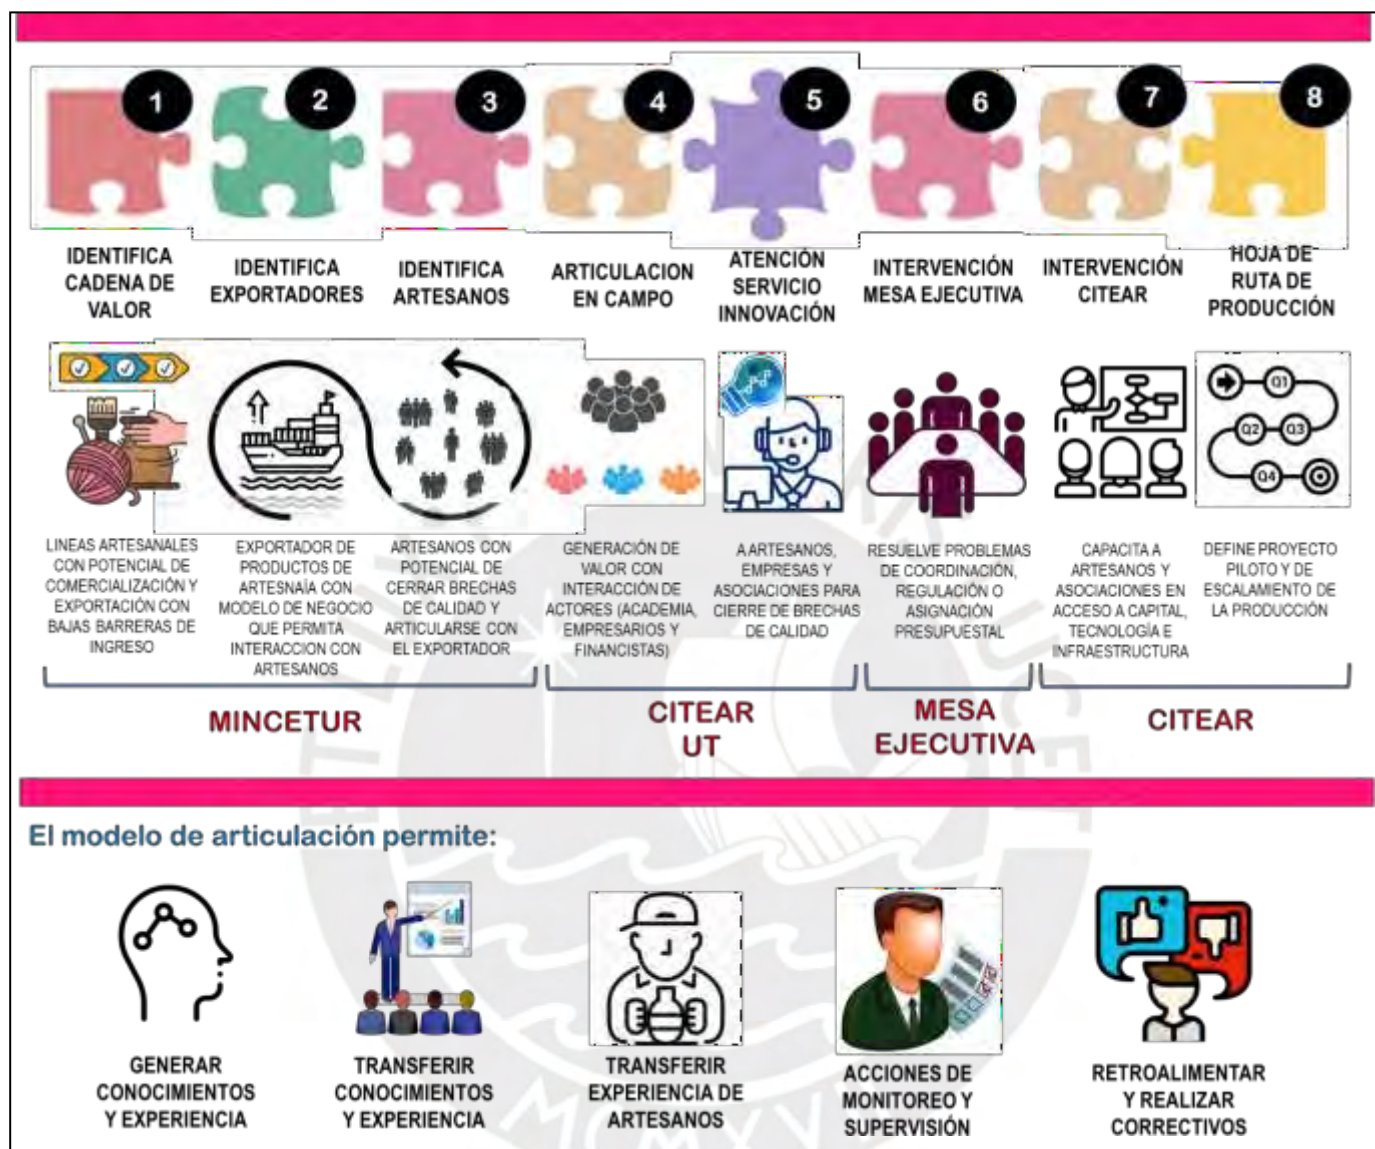 1
2
3
4
5
6
7
8
IDENTIFICA
CADENA DE
VALOR
IDENTIFICA
EXPORTADORES
IDENTIFICA
ARTESANOS
ARTICULACION
EN CAMPO
ATENCIÓN
SERVICIO
INNOVACIÓN
INTERVENCIÓN
MESA EJECUTIVA
INTERVENCIÓN
CITEAR
HOJA DE
RUTA DE
PRODUCCIÓN
Q1
Q2
Q3
Q4
LINEAS ARTESANALES
CON POTENCIAL DE
COMERCIALIZACIÓN Y
EXPORTACIÓN CON
BAJAS BARRERAS DE
INGRESO
EXPORTADOR DE
PRODUCTOS DE
ARTESNAÍA CON
MODELO DE NEGOCIO
QUE PERMITA
INTERACCION CON
ARTESANOS
ARTESANOS CON
POTENCIAL DE
CERRAR BRECHAS
DE CALIDAD Y
ARTICULARSE CON
EL EXPORTADOR
GENERACIÓN DE
VALOR CON
INTERACCIÓN DE
ACTORES (ACADEMIA,
EMPRESARIOS Y
FINANCISTAS)
A ARTESANOS,
EMPRESAS Y
ASOCIACIONES PARA
CIERRE DE BRECHAS
DE CALIDAD
RESUELVE PROBLEMAS
DE COORDINACIÓN,
REGULACIÓN O
ASIGNACIÓN
PRESUPUESTAL
CAPACITA A
ARTESANOS Y
ASOCIACIONES EN
ACCESO A CAPITAL,
TECNOLOGÍA E
INFRAESTRUCTURA
DEFINE PROYECTO
PILOTO Y DE
ESCALAMIENTO DE
LA PRODUCCIÓN
MINCETUR
CITEAR
UT
MESA
EJECUTIVA
CITEAR
El modelo de articulación permite:
GENERAR
CONOCIMIENTOS
Y EXPERIENCIA
TRANSFERIR
CONOCIMIENTOS
Y EXPERIENCIA
TRANSFERIR
EXPERIENCIA DE
ARTESANOS
ACCIONES DE
MONITOREO Y
SUPERVISIÓN
RETROALIMENTAR
Y REALIZAR
CORRECTIVOS